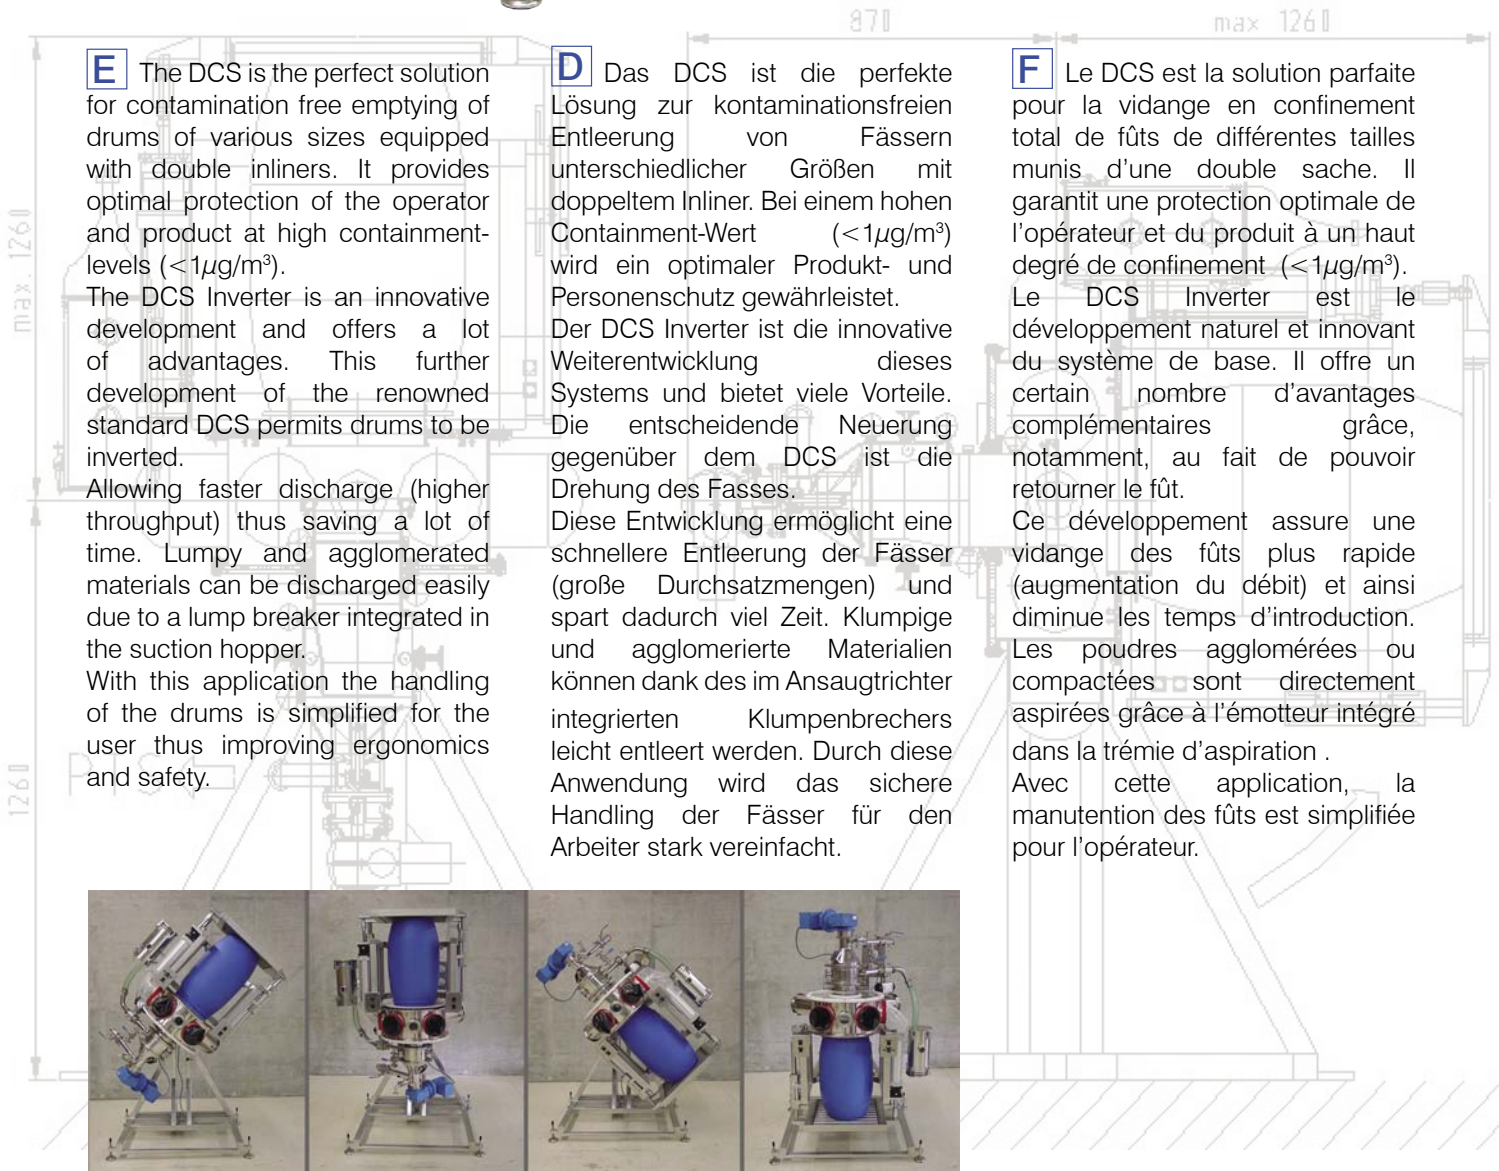 870
max 1260
max. 1260
1260
E The DCS is the perfect solution
for contamination free emptying of
drums of various sizes equipped
with double inliners. It provides
optimal protection of the operator
and product at high containment-
levels (<1µg/m³).
The DCS Inverter is an innovative
development and offers a lot
of advantages. This further
development of the renowned
standard DCS permits drums to be
inverted.
Allowing faster discharge (higher
throughput) thus saving a lot of
time. Lumpy and agglomerated
materials can be discharged easily
due to a lump breaker integrated in
the suction hopper.
With this application the handling
of the drums is simplified for the
user thus improving ergonomics
and safety.
D Das DCS ist die perfekte
Lösung zur kontaminationsfreien
Entleerung von Fässern
unterschiedlicher Größen mit
doppeltem Inliner. Bei einem hohen
Containment-Wert (<1µg/m³)
wird ein optimaler Produkt- und
Personenschutz gewährleistet.
Der DCS Inverter ist die innovative
Weiterentwicklung dieses
Systems und bietet viele Vorteile.
Die entscheidende Neuerung
gegenüber dem DCS ist die
Drehung des Fasses.
Diese Entwicklung ermöglicht eine
schnellere Entleerung der Fässer
(große Durchsatzmengen) und
spart dadurch viel Zeit. Klumpige
und agglomerierte Materialien
können dank des im Ansaugtrichter
integrierten Klumpenbrechers
leicht entleert werden. Durch diese
Anwendung wird das sichere
Handling der Fässer für den
Arbeiter stark vereinfacht.
F Le DCS est la solution parfaite
pour la vidange en confinement
total de fûts de différentes tailles
munis d'une double sache. Il
garantit une protection optimale de
l'opérateur et du produit à un haut
degré de confinement (<1µg/m³).
Le DCS Inverter est le
développement naturel et innovant
du système de base. Il offre un
certain nombre d'avantages
complémentaires grâce,
notamment, au fait de pouvoir
retourner le fût.
Ce développement assure une
vidange des fûts plus rapide
(augmentation du débit) et ainsi
diminue les temps d'introduction.
Les poudres agglomérées ou
compactées sont directement
aspirées grâce à l'émotteur intégré
dans la trémie d'aspiration .
Avec cette application, la
manutention des fûts est simplifiée
pour l'opérateur.